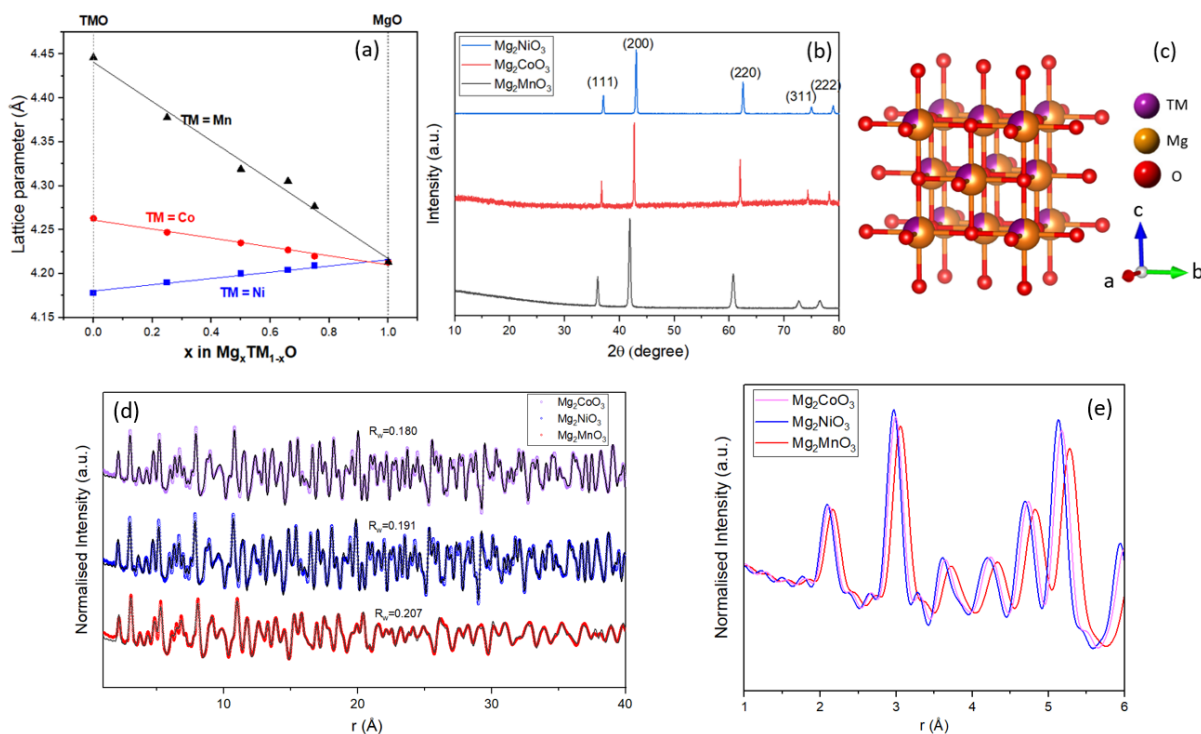 TMO
MgO
(a)
4.45
4.40
4.35
4.30
4.25
4.20
4.15
Lattice parameter (Å)
TM = Mn
TM = Co
TM = Ni
0.0 0.2 0.4 0.6 0.8 1.0
x in MgₓTM₁₋ₓO
(b)
Mg₂NiO₃
Mg₂CoO₃
Mg₂MnO₃
(111)
(200)
(220)
(311)
(222)
Intensity (a.u.)
10 20 30 40 50 60 70 80
2θ (degree)
(c)
TM
Mg
O
c
a
b
(d)
Mg₂CoO₃
Mg₂NiO₃
Mg₂MnO₃
R_w=0.180
R_w=0.191
R_w=0.207
Normalised Intensity (a.u.)
10 20 30 40
r (Å)
(e)
Mg₂CoO₃
Mg₂NiO₃
Mg₂MnO₃
Normalised Intensity (a.u.)
1 2 3 4 5 6
r (Å)